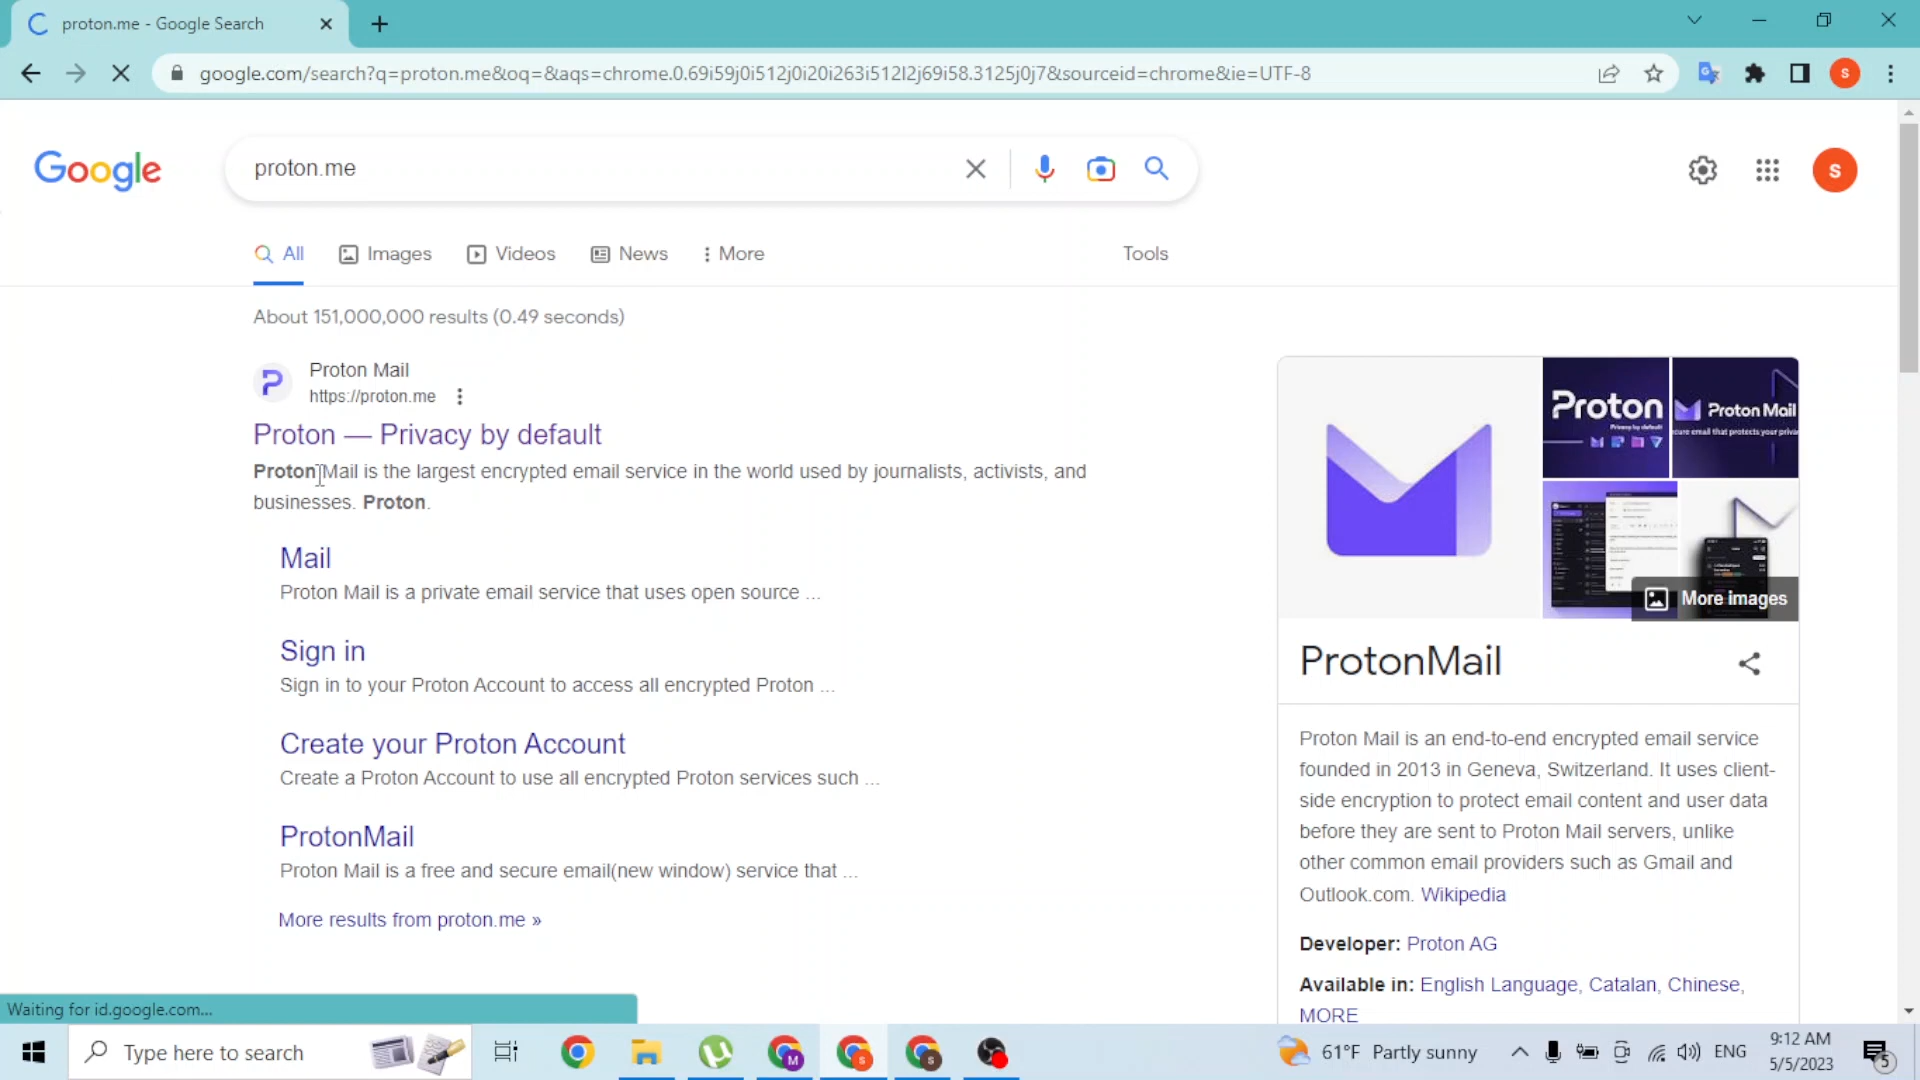 proton.me - Google Search
google.com/search?q=proton.me&oq=&aqs=chrome.0.69i59j0i512j0i20i263i512l2j69i58.3125j0j7&sourceid=chrome&ie=UTF-8
S
Google
proton.me
S
All
Images
Videos
News
More
Tools
About 151,000,000 results (0.49 seconds)
Proton Mail
https://proton.me
Proton — Privacy by default
Proton Mail is the largest encrypted email service in the world used by journalists, activists, and
businesses. Proton.
Mail
Proton Mail is a private email service that uses open source ...
Sign in
Sign in to your Proton Account to access all encrypted Proton ...
Create your Proton Account
Create a Proton Account to use all encrypted Proton services such ...
ProtonMail
Proton Mail is a free and secure email(new window) service that ...
More results from proton.me »
Proton
Privacy by default
Proton Mail
More images
ProtonMail
Proton Mail is an end-to-end encrypted email service
founded in 2013 in Geneva, Switzerland. It uses client-
side encryption to protect email content and user data
before they are sent to Proton Mail servers, unlike
other common email providers such as Gmail and
Outlook.com. Wikipedia
Developer: Proton AG
Available in: English Language, Catalan, Chinese,
MORE
Waiting for id.google.com...
Type here to search
M
S
S
61°F Partly sunny
ENG
9:12 AM
5/5/2023
5